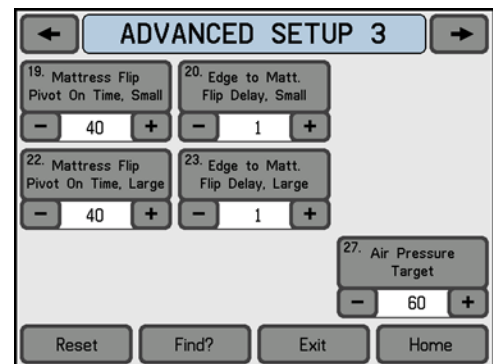 ADVANCED SETUP 3
19. Mattress Flip
Pivot On Time, Small
- 40 +
20. Edge to Matt.
Flip Delay, Small
- 1 +
22. Mattress Flip
Pivot On Time, Large
- 40 +
23. Edge to Matt.
Flip Delay, Large
- 1 +
27. Air Pressure
Target
- 60 +
Reset Find? Exit Home